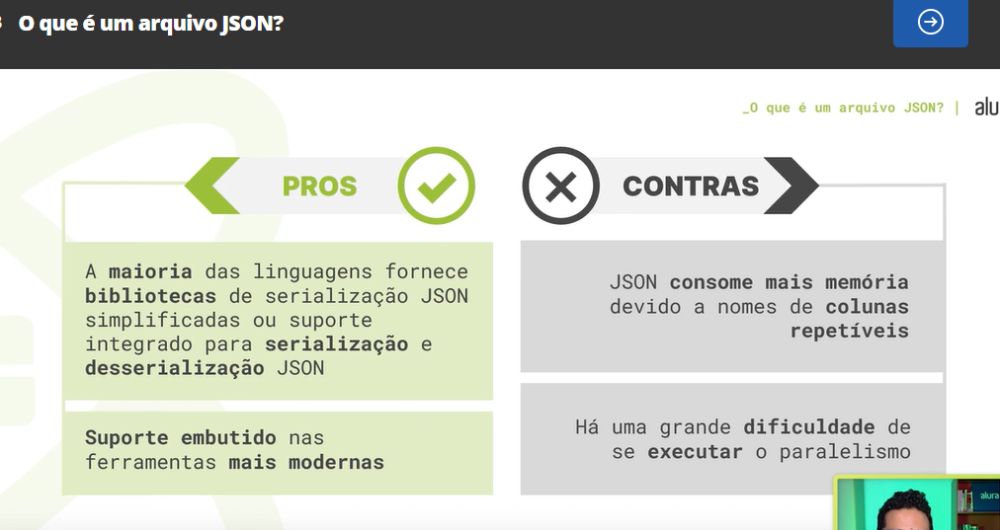 O que é um arquivo JSON?
_O que é um arquivo JSON? |
alu
PROS
A maioria das linguagens fornece
bibliotecas de serialização JSON
simplificadas ou suporte
integrado para serialização e
desserialização JSON
Suporte embutido nas
ferramentas mais modernas
CONTRAS
JSON consome mais memória
devido a nomes de colunas
repetíveis
Há uma grande dificuldade de
se executar o paralelismo
alura